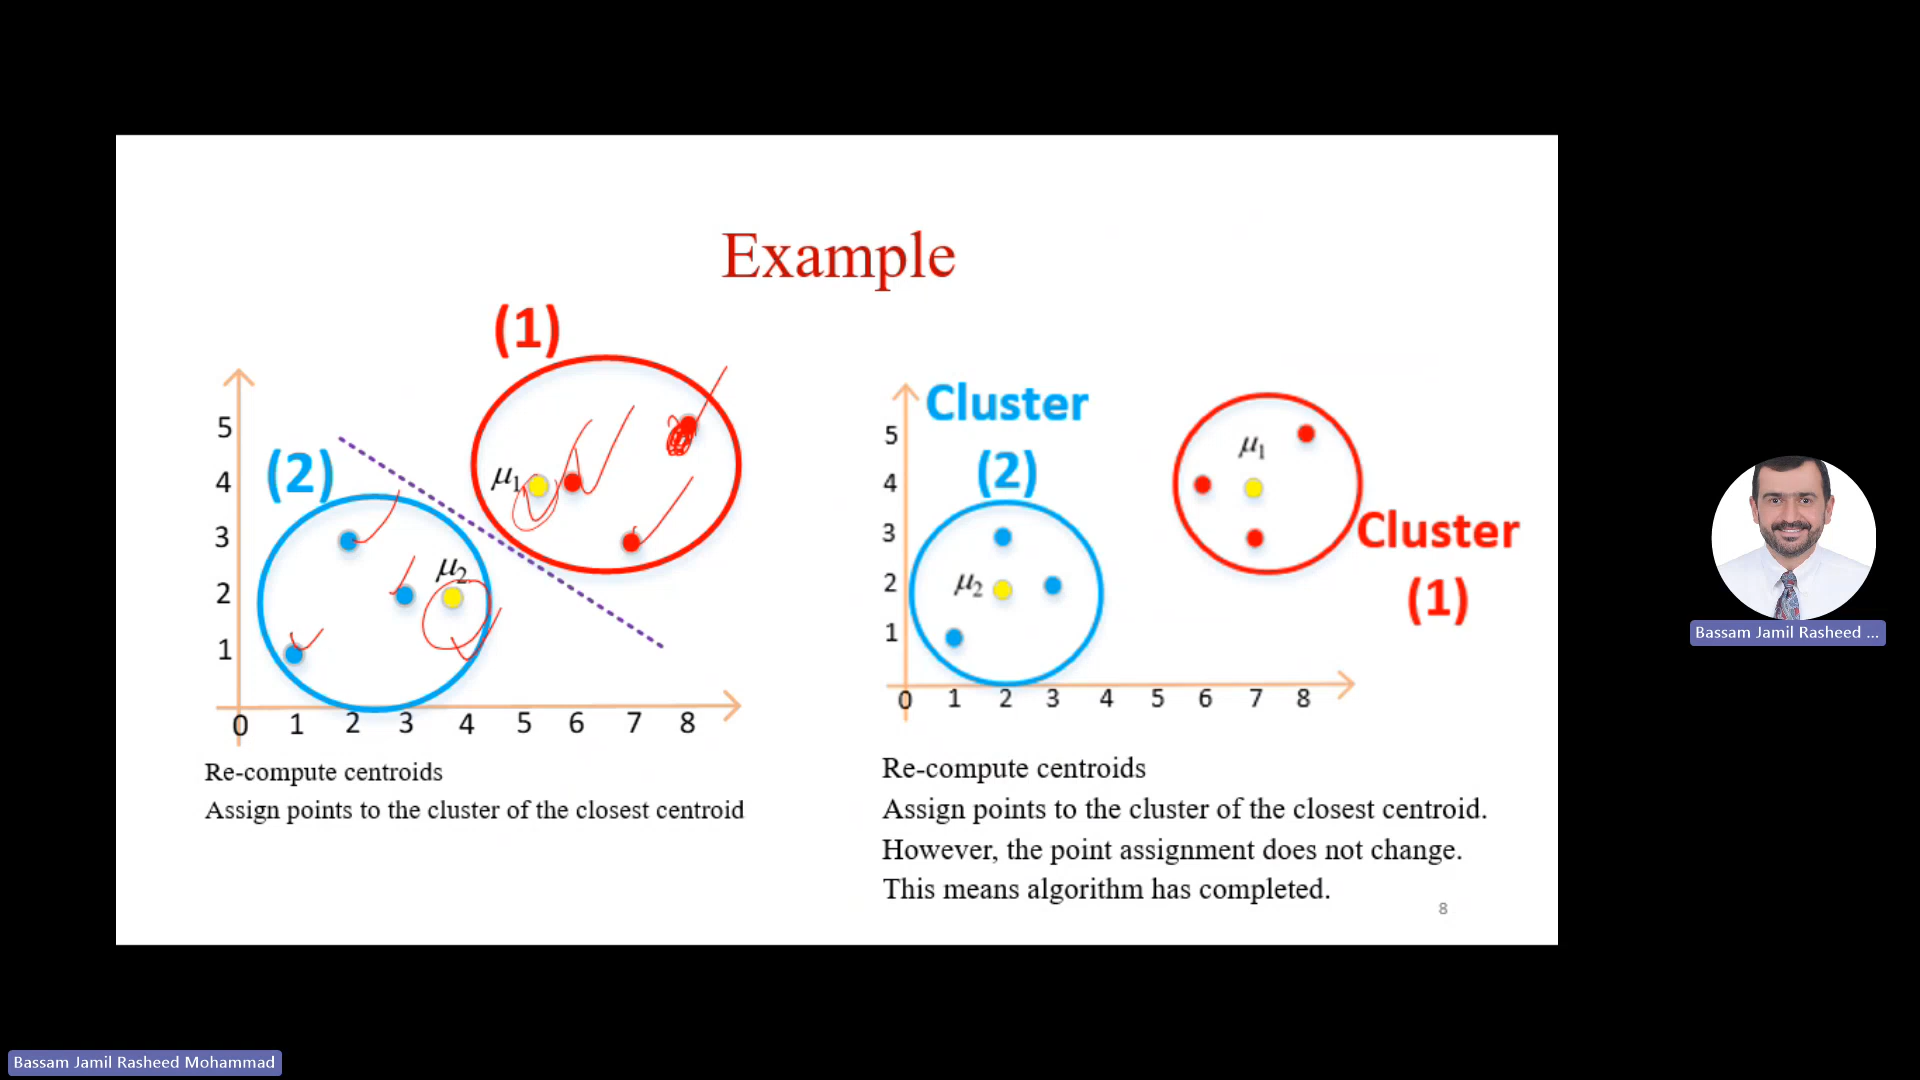 Example
(1)
5
(2)
4
μ1
3
μ2
2
1
0 1 2 3 4 5 6 7 8
Re-compute centroids
Assign points to the cluster of the closest centroid
Cluster
(2)
5
μ1
4
Cluster
(1)
3
μ2
2
1
0 1 2 3 4 5 6 7 8
Re-compute centroids
Assign points to the cluster of the closest centroid.
However, the point assignment does not change.
This means algorithm has completed.
8
Bassam Jamil Rasheed ...
Bassam Jamil Rasheed Mohammad